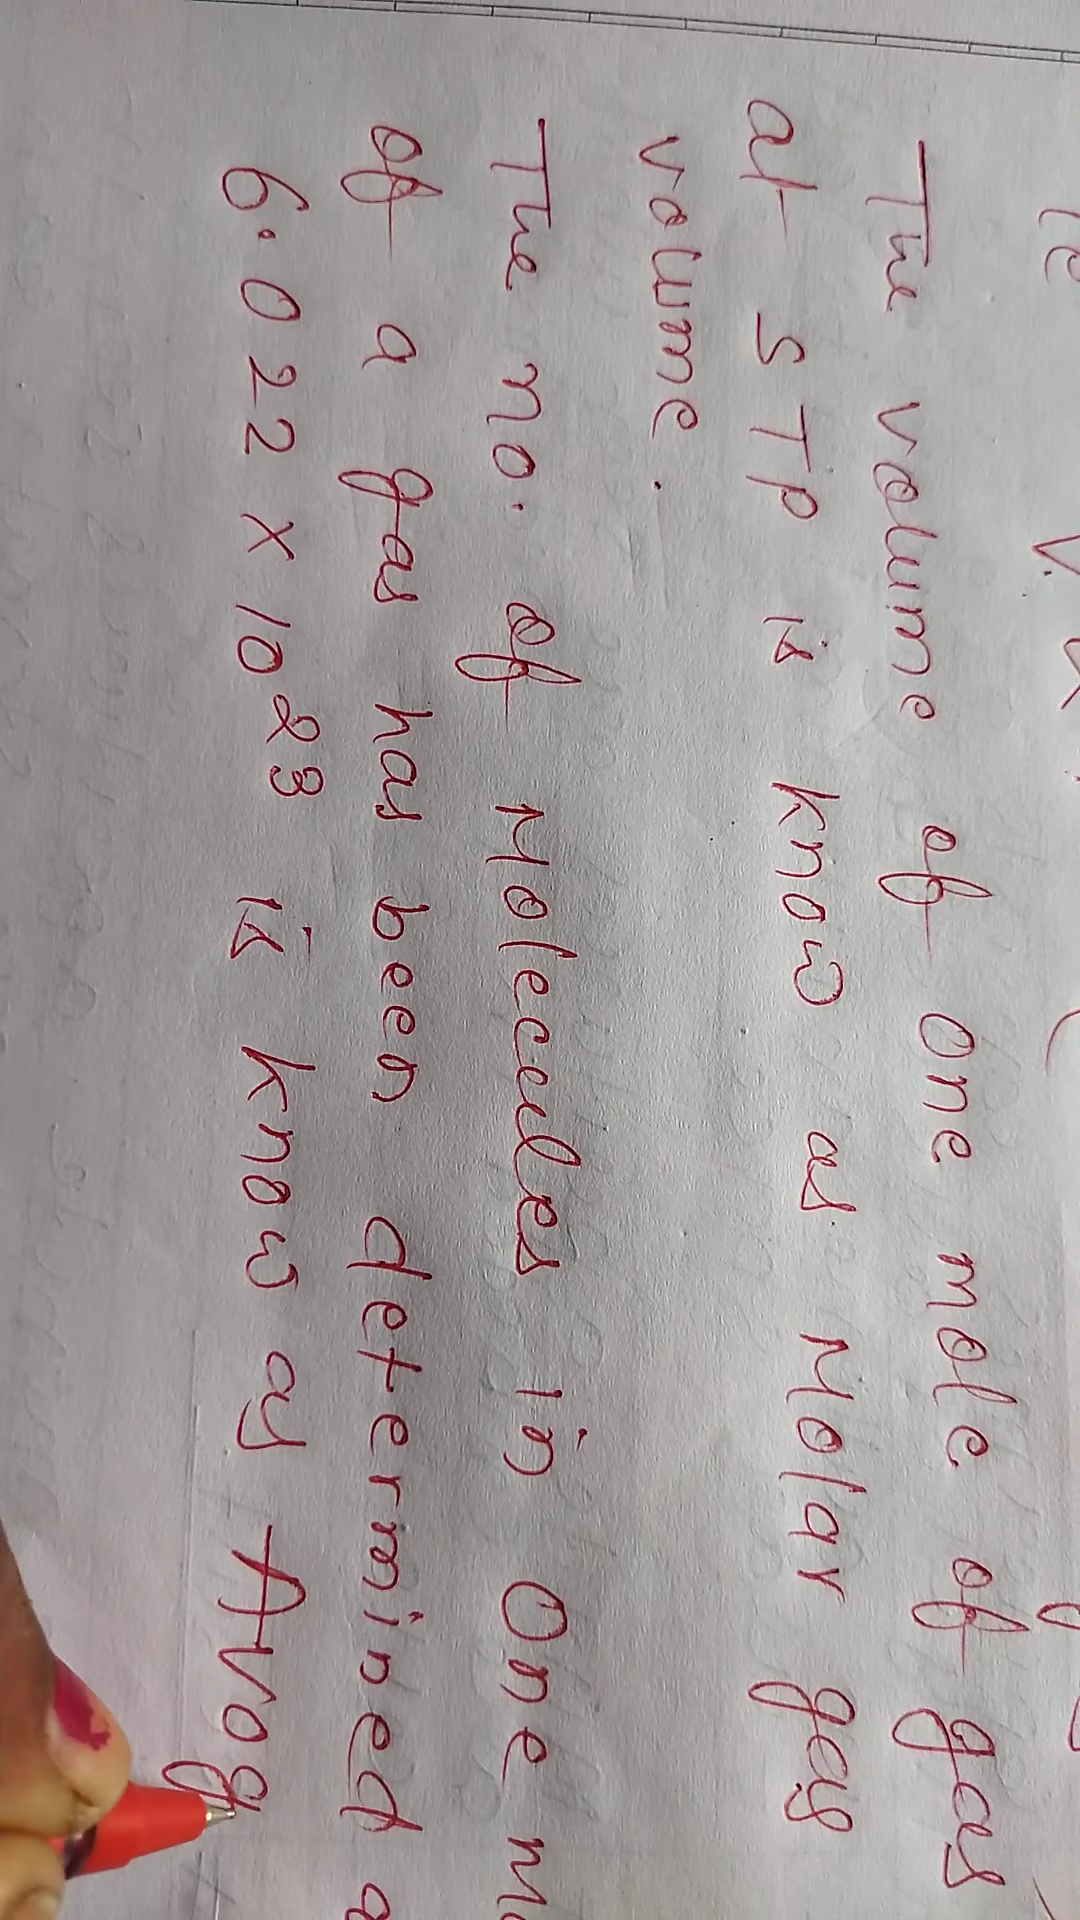 The volume of one mole of gas
at STP is know as Molar gas
volume.
The no. of Molecules in One m
of a gas has been determined a
6.022 x 10²³ is know as Avog